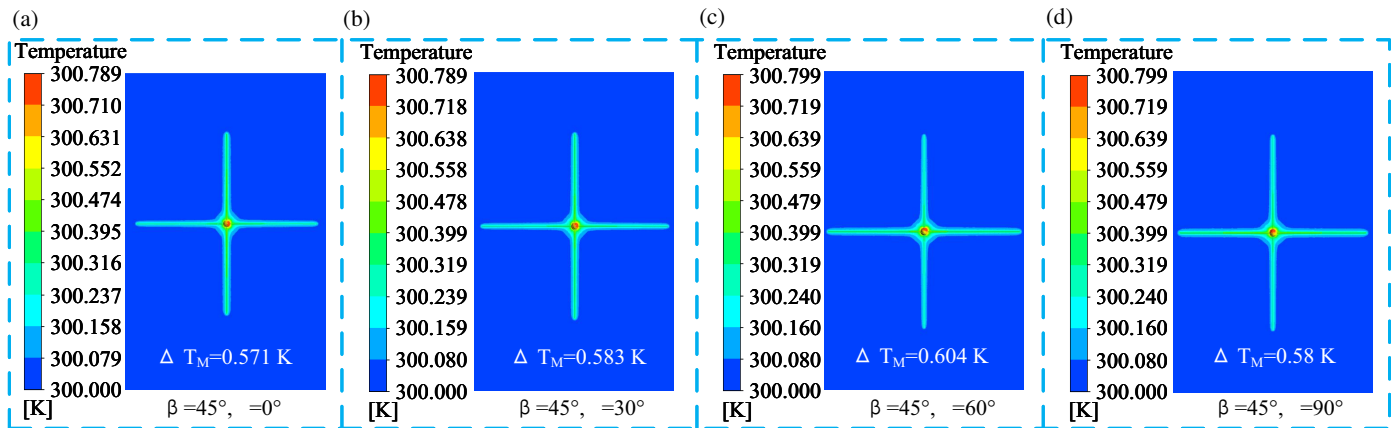 (a)
Temperature
300.789
300.710
300.631
300.552
300.474
300.395
300.316
300.237
300.158
300.079
300.000
[K]
Δ T_M=0.571 K
β =45°, =0°
(b)
Temperature
300.789
300.718
300.638
300.558
300.478
300.399
300.319
300.239
300.159
300.080
300.000
[K]
Δ T_M=0.583 K
β =45°, =30°
(c)
Temperature
300.799
300.719
300.639
300.559
300.479
300.399
300.319
300.240
300.160
300.080
300.000
[K]
Δ T_M=0.604 K
β =45°, =60°
(d)
Temperature
300.799
300.719
300.639
300.559
300.479
300.399
300.319
300.240
300.160
300.080
300.000
[K]
Δ T_M=0.58 K
β =45°, =90°